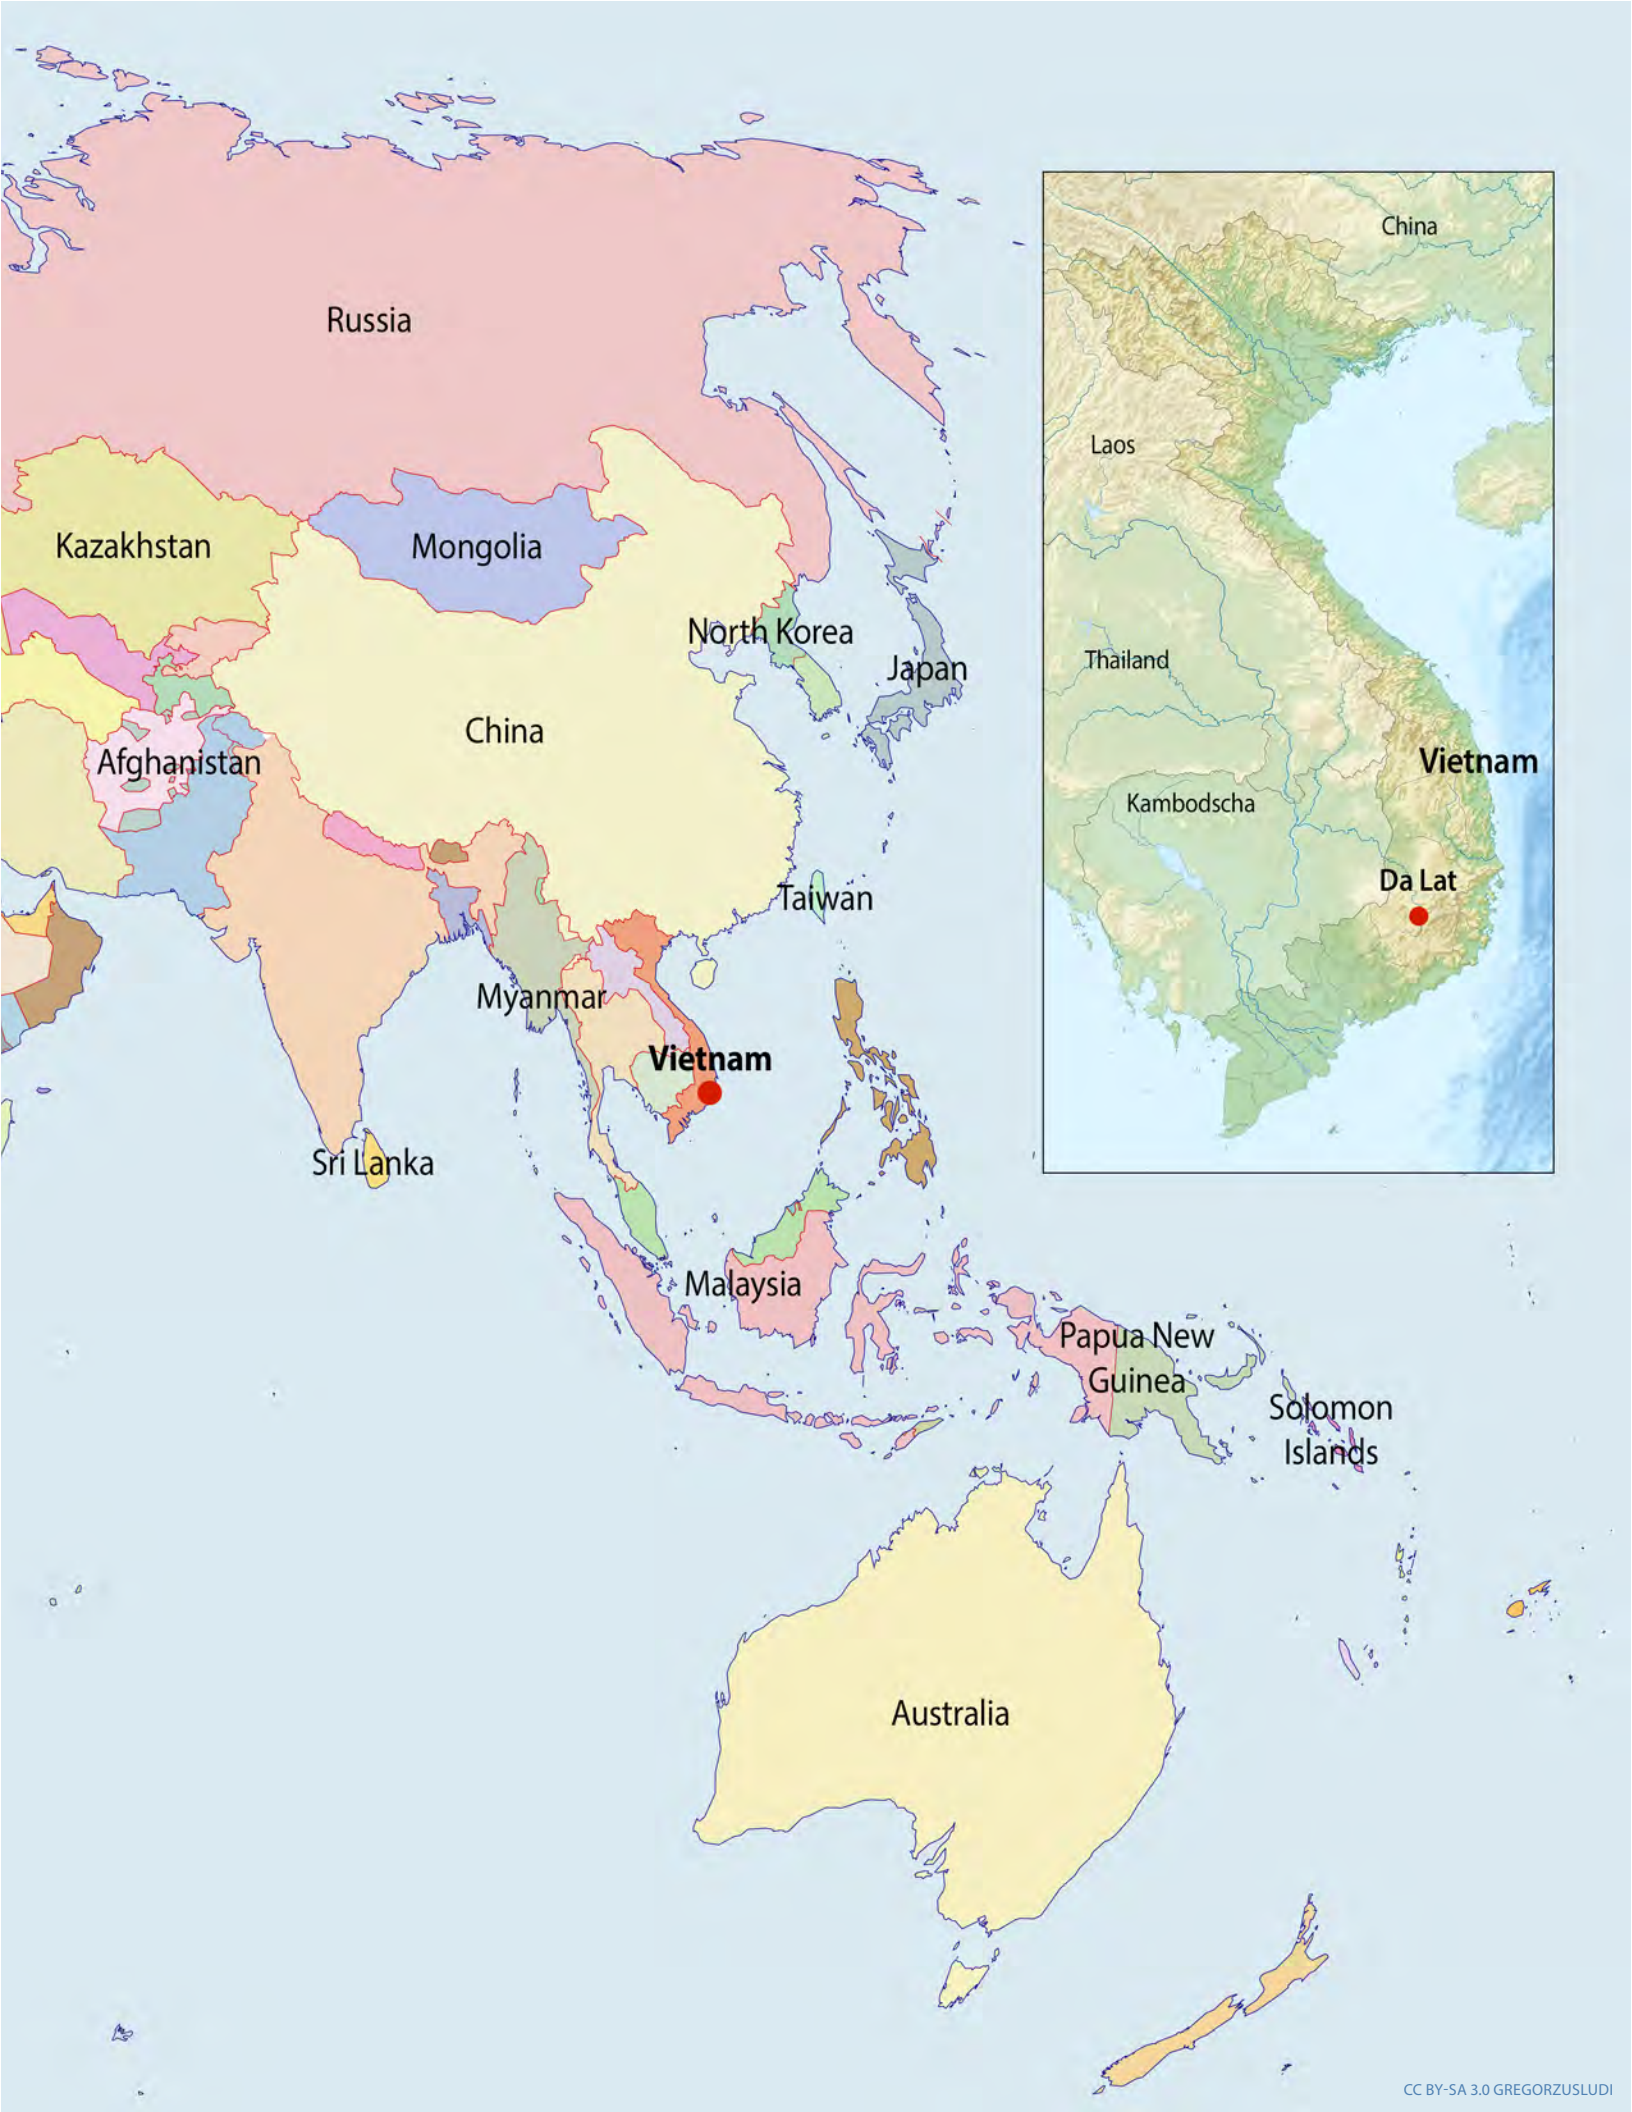 China
Russia
Laos
Kazakhstan
Mongolia
North Korea
Japan
Thailand
China
Afghanistan
Vietnam
Kambodscha
Da Lat
Taiwan
Myanmar
Vietnam
Sri Lanka
Malaysia
Papua New
Guinea
Solomon
Islands
Australia
CC BY-SA 3.0 GREGORZUSLUDI